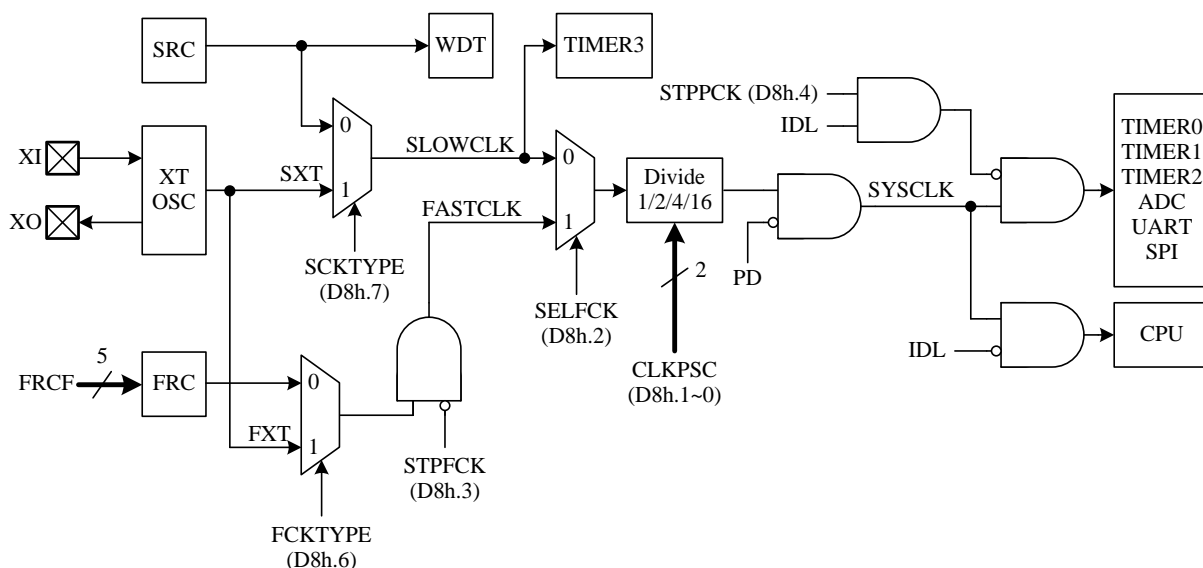 SRC
WDT
TIMER3
STPPCK (D8h.4)
IDL
XI
XO
XT
OSC
SXT
0
1
SLOWCLK
FASTCLK
SCKTYPE
(D8h.7)
0
1
SELFCK
(D8h.2)
Divide
1/2/4/16
2
CLKPSC
(D8h.1~0)
PD
SYSCLK
TIMER0
TIMER1
TIMER2
ADC
UART
SPI
IDL
CPU
FRCF
5
FRC
FXT
0
1
STPFCK
(D8h.3)
FCKTYPE
(D8h.6)